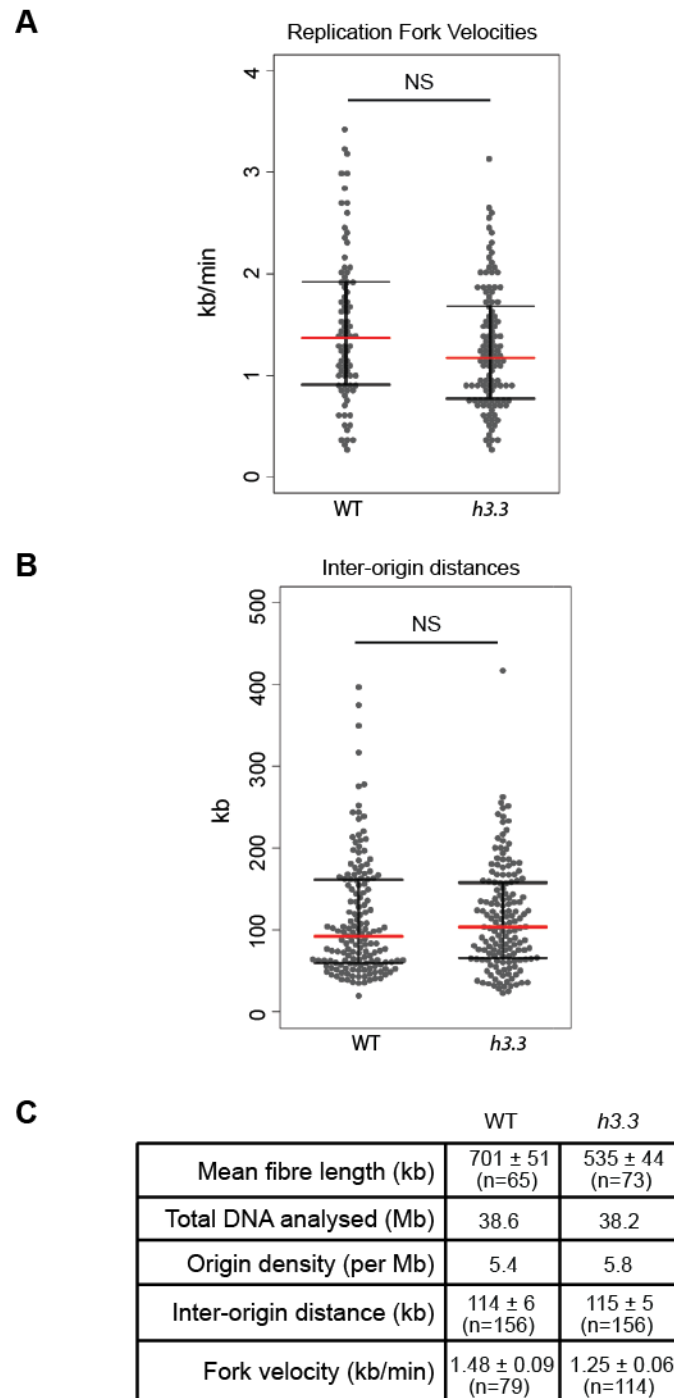 A
Replication Fork Velocities
NS
4
3
2
1
0
kb/min
WT
h3.3
B
Inter-origin distances
NS
500
400
300
200
100
0
kb
WT
h3.3
C
WT h3.3
Mean fibre length (kb) 701 ± 51 (n=65) 535 ± 44 (n=73)
Total DNA analysed (Mb) 38.6 38.2
Origin density (per Mb) 5.4 5.8
Inter-origin distance (kb) 114 ± 6 (n=156) 115 ± 5 (n=156)
Fork velocity (kb/min) 1.48 ± 0.09 (n=79) 1.25 ± 0.06 (n=114)